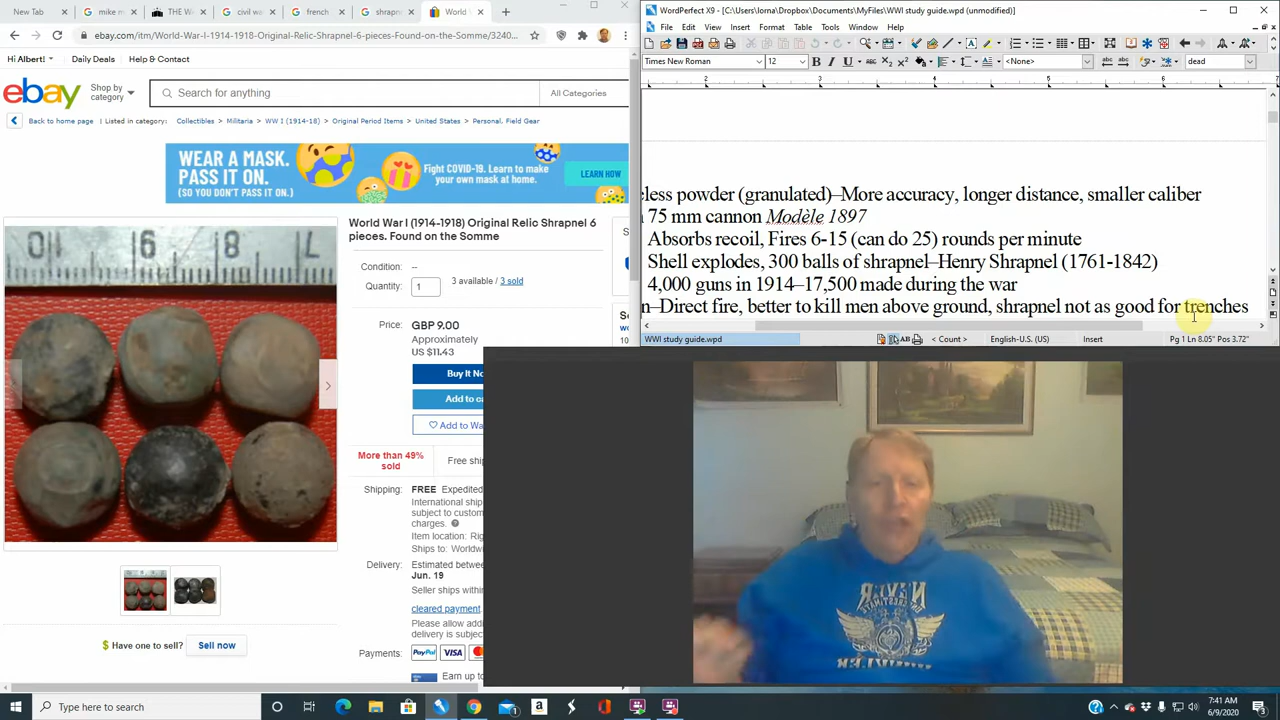 New Tab
mike m
THE W
civil wa
french
shrapne
World
ebay.com/itm/World-War-I-1914-1918-Original-Relic-Shrapnel-6-pieces-Found-on-the-Somme/3240...
Hi Albert!
Daily Deals
Help & Contact
ebay
Shop by category
Search for anything
All Categories
Back to home page
Listed in category:
Collectibles
Militaria
WW I (1914-18)
Original Period Items
United States
Personal, Field Gear
WEAR A MASK.
(SO YOU DON'T PASS IT ON.)
Fight COVID-19. Learn to make
your own mask at home.
LEARN NOW
World War I (1914-1918) Original Relic Shrapnel 6
pieces. Found on the Somme
Condition: --
Quantity: 1
3 available / 3 sold
Price: GBP 9.00
Approximately
US $11.43
Buy It No
Add to ca
Add to Wa
More than 49%
sold
Free ship
Shipping: FREE Expedited
International ship
subject to custom
charges.
Item location: Rig
Ships to: Worldw
Delivery: Estimated betwee
Jun. 19
Seller ships within
cleared payment.
Please allow addi
delivery is subjec
Payments: PayPal VISA
Earn up to
Have one to sell? Sell now
WordPerfect X9 - [C:\Users\lorna\Dropbox\Documents\MyFiles\WWI study guide.wpd (unmodified)]
File Edit View Insert Format Table Tools Window Help
Times New Roman
12
<None>
dead
2 3 4 5 6
eless powder (granulated)–More accuracy, longer distance, smaller caliber
75 mm cannon Modèle 1897
Absorbs recoil, Fires 6-15 (can do 25) rounds per minute
Shell explodes, 300 balls of shrapnel–Henry Shrapnel (1761-1842)
4,000 guns in 1914–17,500 made during the war
n–Direct fire, better to kill men above ground, shrapnel not as good for trenches
WWI study guide.wpd
AB
< Count >
English-U.S. (US)
Insert
Pg 1 Ln 8.05" Pos 3.72"
Type here to search
7:41 AM
6/9/2020